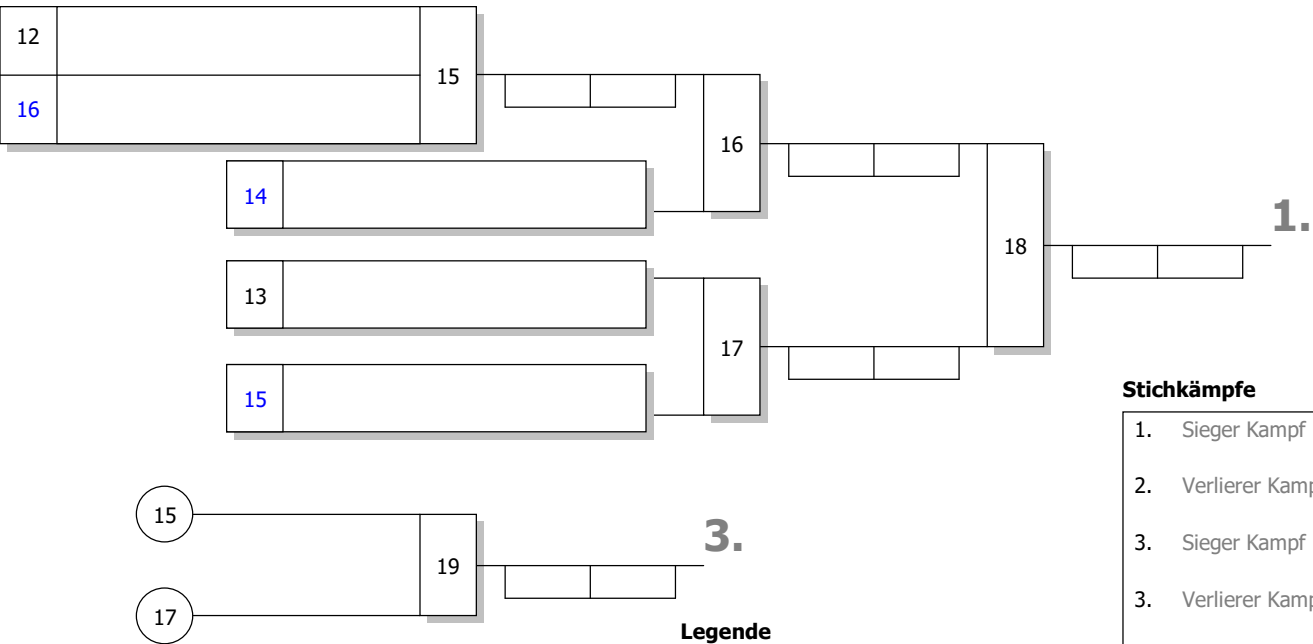 12
15
16
16
14
1.
18
13
17
15
Stichkämpfe
1. Sieger Kampf
2. Verlierer Kamp
3. Sieger Kampf
3. Verlierer Kamp
15
3.
19
17
Legende